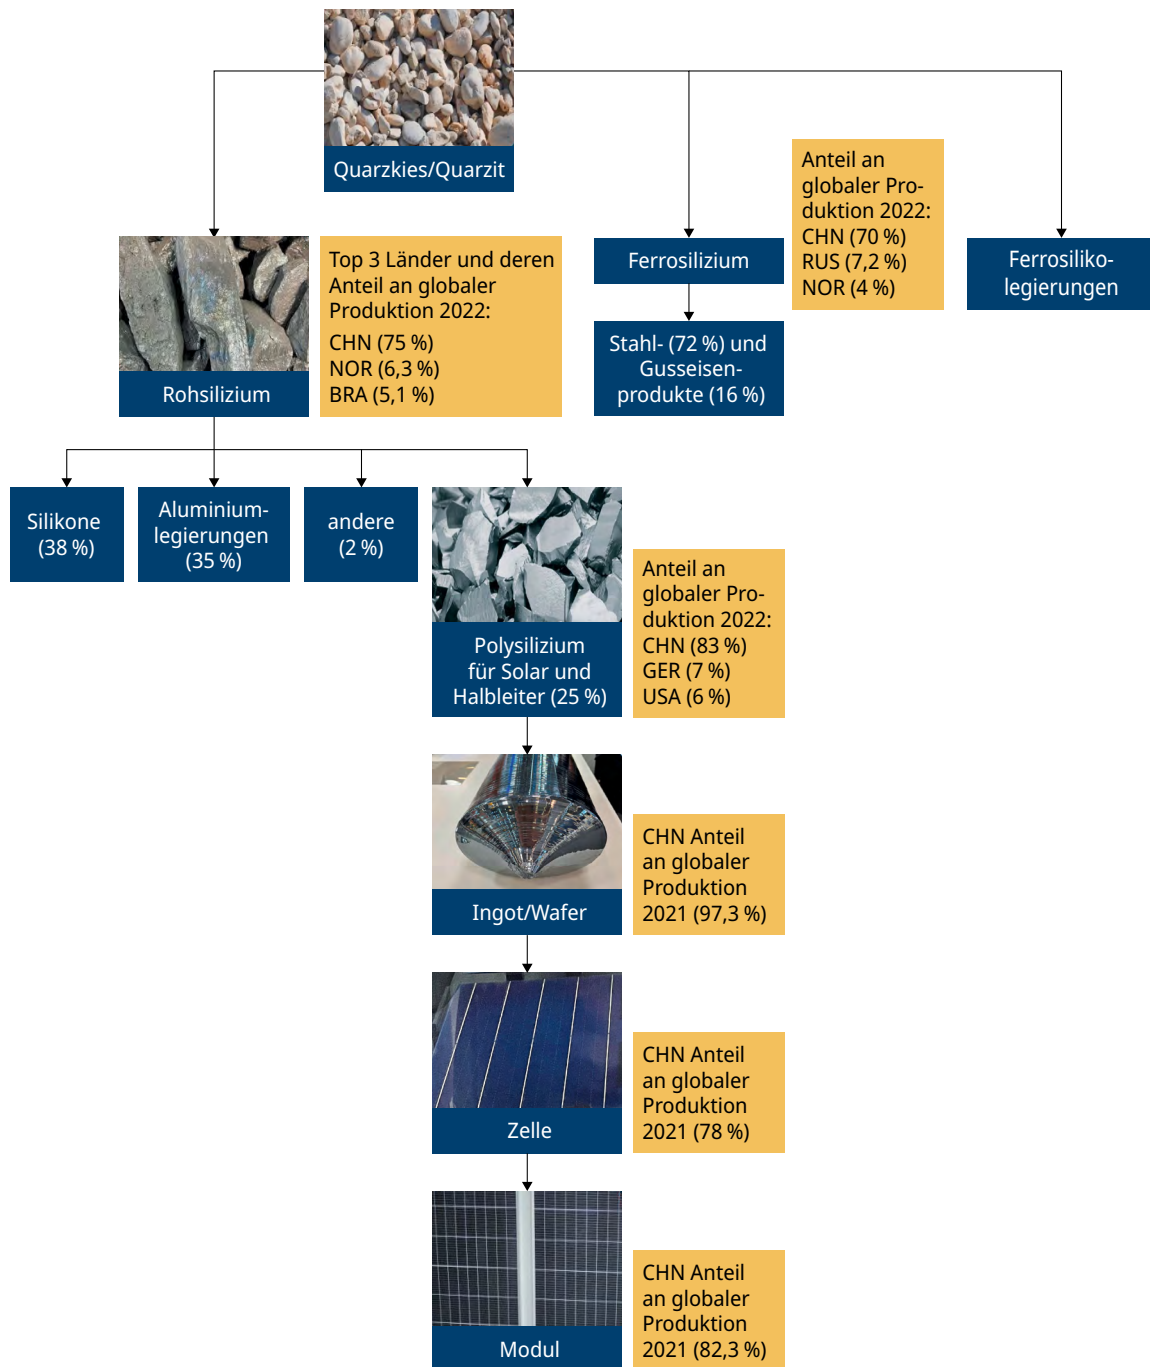 Quarzkies/Quarzit
Anteil an
globaler Pro-
duktion 2022:
CHN (70 %)
RUS (7,2 %)
NOR (4 %)
Rohsilizium
Top 3 Länder und deren
Anteil an globaler
Produktion 2022:
CHN (75 %)
NOR (6,3 %)
BRA (5,1 %)
Ferrosilizium
Ferrosiliko-
legierungen
Stahl- (72 %) und
Gusseisen-
produkte (16 %)
Silikone
(38 %)
Aluminium-
legierungen
(35 %)
andere
(2 %)
Polysilizium
für Solar und
Halbleiter (25 %)
Anteil an
globaler Pro-
duktion 2022:
CHN (83 %)
GER (7 %)
USA (6 %)
Ingot/Wafer
CHN Anteil
an globaler
Produktion
2021 (97,3 %)
Zelle
CHN Anteil
an globaler
Produktion
2021 (78 %)
Modul
CHN Anteil
an globaler
Produktion
2021 (82,3 %)